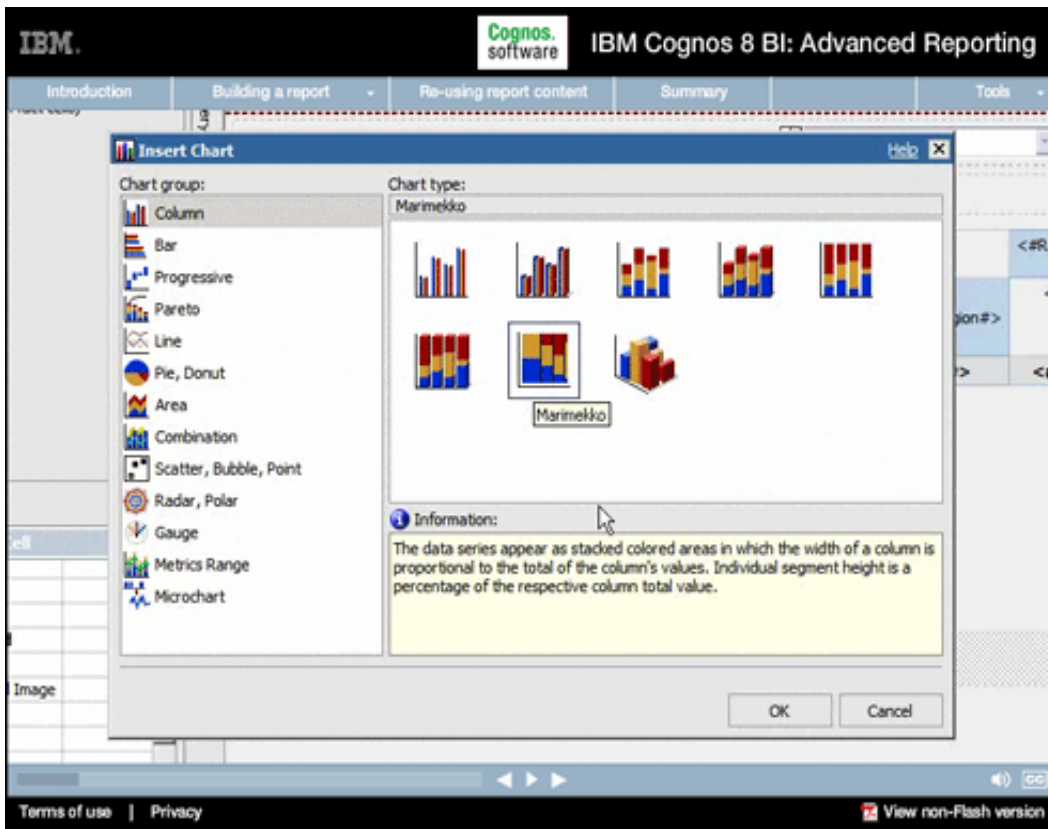 IBM.
Cognos.
software
IBM Cognos 8 BI: Advanced Reporting
Introduction
Building a report
Re-using report content
Summary
Tools
Insert Chart
Help
Chart group:
Chart type:
Column
Marimekko
Bar
Progressive
Pareto
Line
Pie, Donut
Area
Combination
Scatter, Bubble, Point
Radar, Polar
Gauge
Metrics Range
Microchart
Marimekko
Information:
The data series appear as stacked colored areas in which the width of a column is
proportional to the total of the column's values. Individual segment height is a
percentage of the respective column total value.
<#R
gion#>
Image
OK
Cancel
CC
Terms of use | Privacy
View non-Flash version